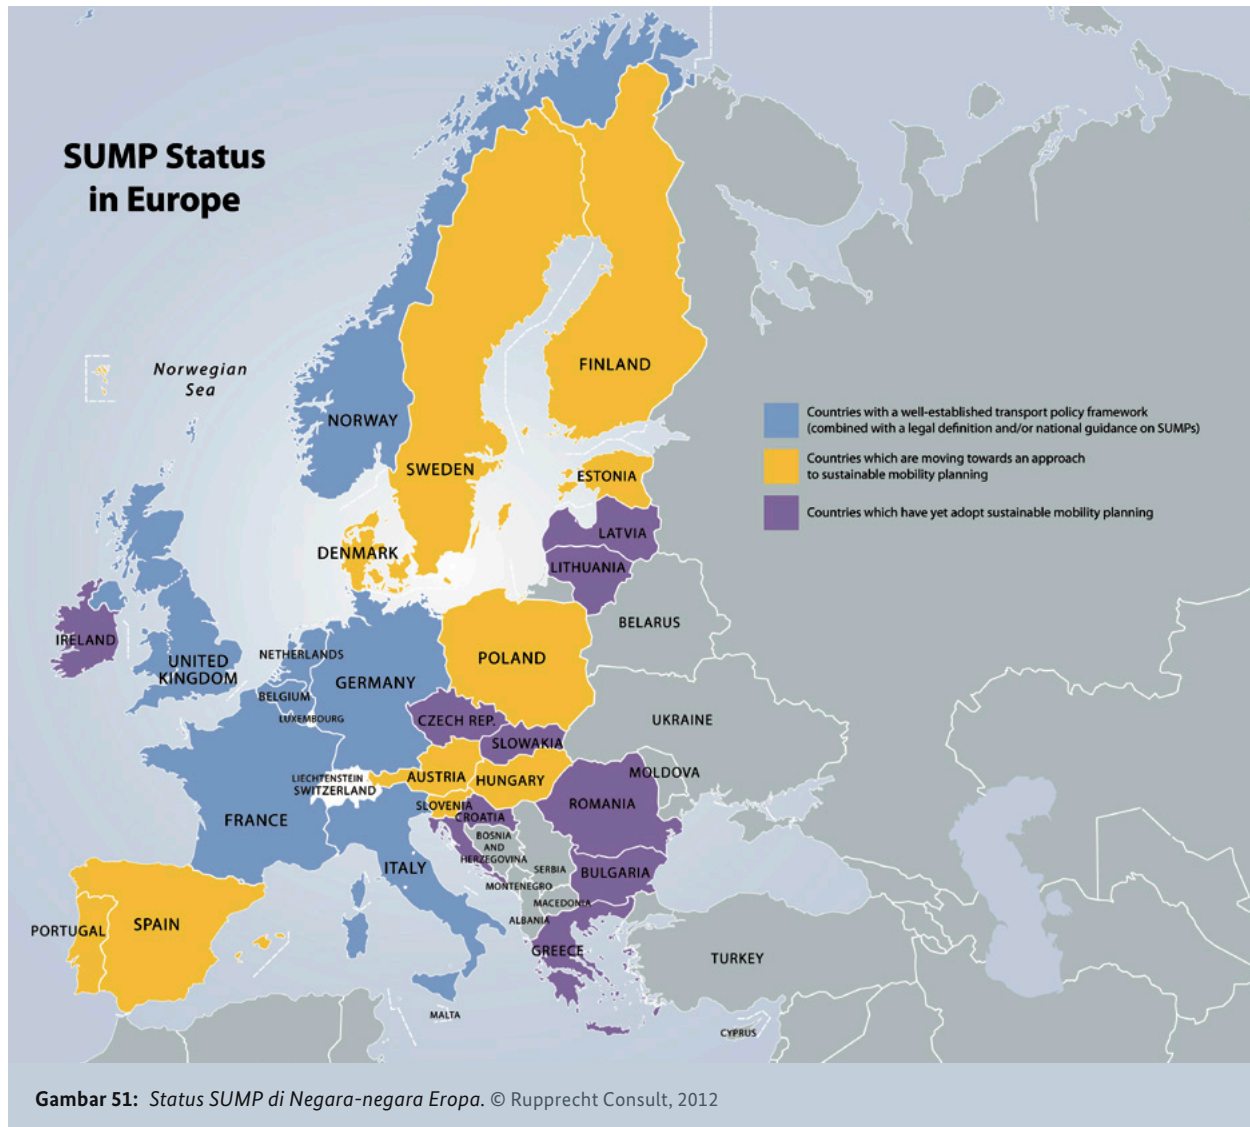 SUMP Status
in Europe
Norwegian
Sea
FINLAND
NORWAY
SWEDEN
ESTONIA
Countries with a well-established transport policy framework
(combined with a legal definition and/or national guidance on SUMPs)
Countries which are moving towards an approach
to sustainable mobility planning
Countries which have yet adopt sustainable mobility planning
LATVIA
DENMARK
LITHUANIA
BELARUS
IRELAND
NETHERLANDS
UNITED
KINGDOM
POLAND
GERMANY
BELGIUM
LUXEMBOURG
CZECH REP.
UKRAINE
SLOWAKIA
MOLDOVA
LIECHTENSTEIN
SWITZERLAND
AUSTRIA
HUNGARY
ROMANIA
SLOVENIA
CROATIA
FRANCE
BOSNIA
AND
HERZEGOVINA
ITALY
SERBIA
BULGARIA
MONTENEGRO
MACEDONIA
ALBANIA
PORTUGAL
SPAIN
GREECE
TURKEY
MALTA
CYPRUS
Gambar 51: Status SUMP di Negara-negara Eropa. © Rupprecht Consult, 2012